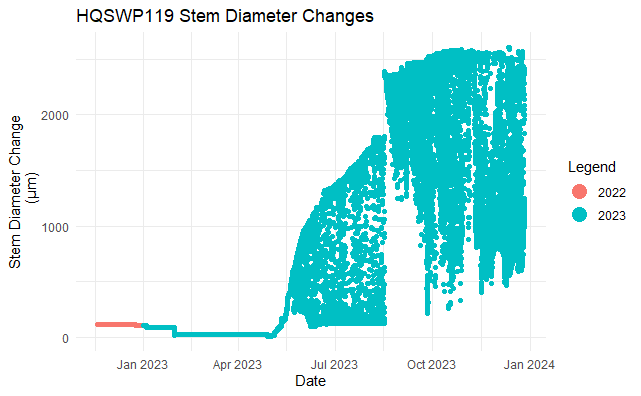 HQSWP119 Stem Diameter Changes
Stem Diameter Change
(µm)
2000
1000
0
Jan 2023
Apr 2023
Jul 2023
Oct 2023
Jan 2024
Date
Legend
2022
2023